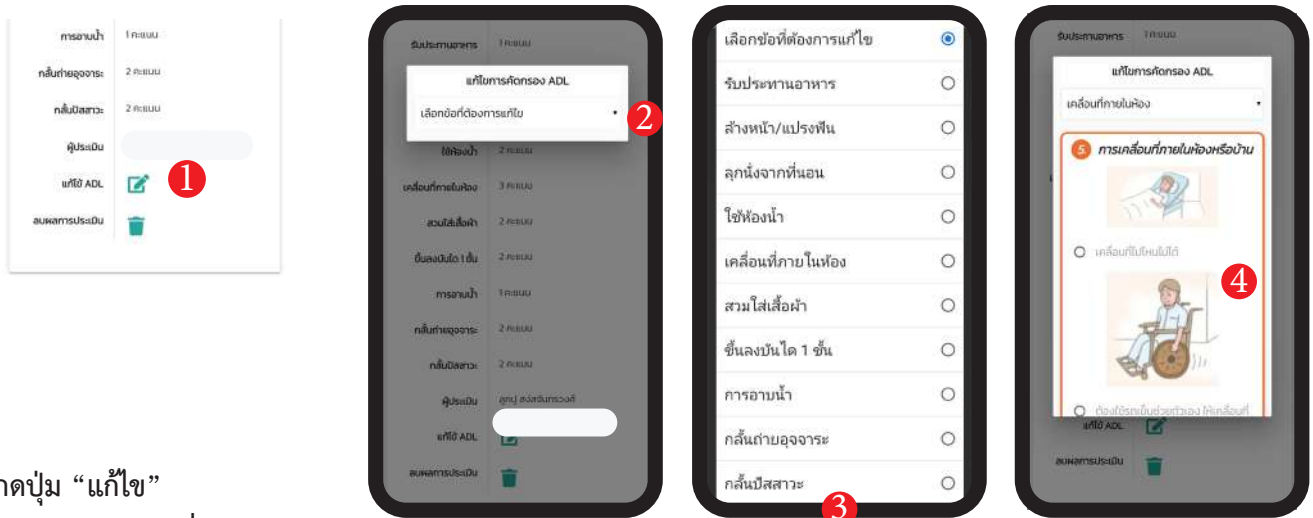 การอาบน้ำ 1 คะแนน
กลั้นถ่ายอุจจาระ 2 คะแนน
กลั้นปัสสาวะ 2 คะแนน
ผู้ประเมิน
แก้ไข้ ADL
1
ลบผลการประเมิน
รับประทานอาหาร 1 คะแนน
แก้ไขการคัดกรอง ADL
เลือกข้อที่ต้องการแก้ไข
2
ใช้ห้องน้ำ 2 คะแนน
เคลื่อนที่ภายในห้อง 3 คะแนน
สวมใส่เสื้อผ้า 2 คะแนน
ขึ้นลงบันได 1 ชั้น 2 คะแนน
การอาบน้ำ 1 คะแนน
กลั้นถ่ายอุจจาระ 2 คะแนน
กลั้นปัสสาวะ 2 คะแนน
ผู้ประเมิน
แก้ไข้ ADL
ลบผลการประเมิน
เลือกข้อที่ต้องการแก้ไข
รับประทานอาหาร
ล้างหน้า/แปรงฟัน
ลุกนั่งจากที่นอน
ใช้ห้องน้ำ
เคลื่อนที่ภายในห้อง
สวมใส่เสื้อผ้า
ขึ้นลงบันได 1 ชั้น
การอาบน้ำ
กลั้นถ่ายอุจจาระ
กลั้นปัสสาวะ
3
รับประทานอาหาร 1 คะแนน
แก้ไขการคัดกรอง ADL
เคลื่อนที่ภายในห้อง
5. การเคลื่อนที่ภายในห้องหรือบ้าน
เคลื่อนที่ไปไหนไม่ได้
4
ต้องใช้รถเข็นช่วยตัวเอง ให้เคลื่อนที่
แก้ไข้ ADL
ลบผลการประเมิน
กดปุ่ม “แก้ไข”